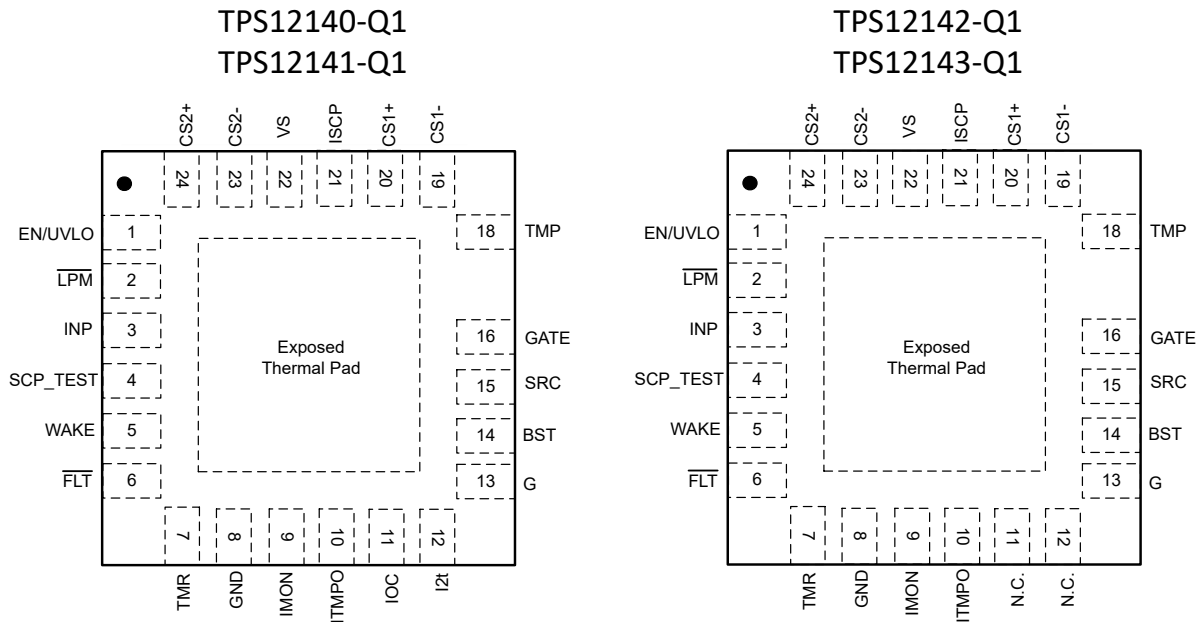 TPS12140-Q1
TPS12141-Q1
CS2+
CS2-
VS
ISCP
CS1+
CS1-
24
23
22
21
20
19
EN/UVLO 1
LPM 2
INP 3
SCP_TEST 4
WAKE 5
FLT 6
Exposed
Thermal Pad
18 TMP
16 GATE
15 SRC
14 BST
13 G
7
8
9
10
11
12
TMR
GND
IMON
ITMPO
IOC
I2t
TPS12142-Q1
TPS12143-Q1
CS2+
CS2-
VS
ISCP
CS1+
CS1-
24
23
22
21
20
19
EN/UVLO 1
LPM 2
INP 3
SCP_TEST 4
WAKE 5
FLT 6
Exposed
Thermal Pad
18 TMP
16 GATE
15 SRC
14 BST
13 G
7
8
9
10
11
12
TMR
GND
IMON
ITMPO
N.C.
N.C.